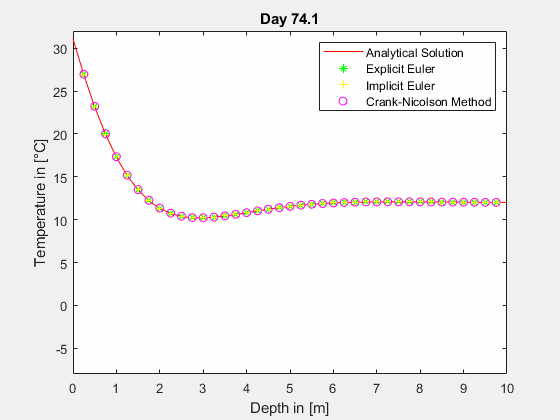 Day 74.1
Analytical Solution
Explicit Euler
Implicit Euler
Crank-Nicolson Method
Temperature in [°C]
30
25
20
15
10
5
0
-5
0 1 2 3 4 5 6 7 8 9 10
Depth in [m]